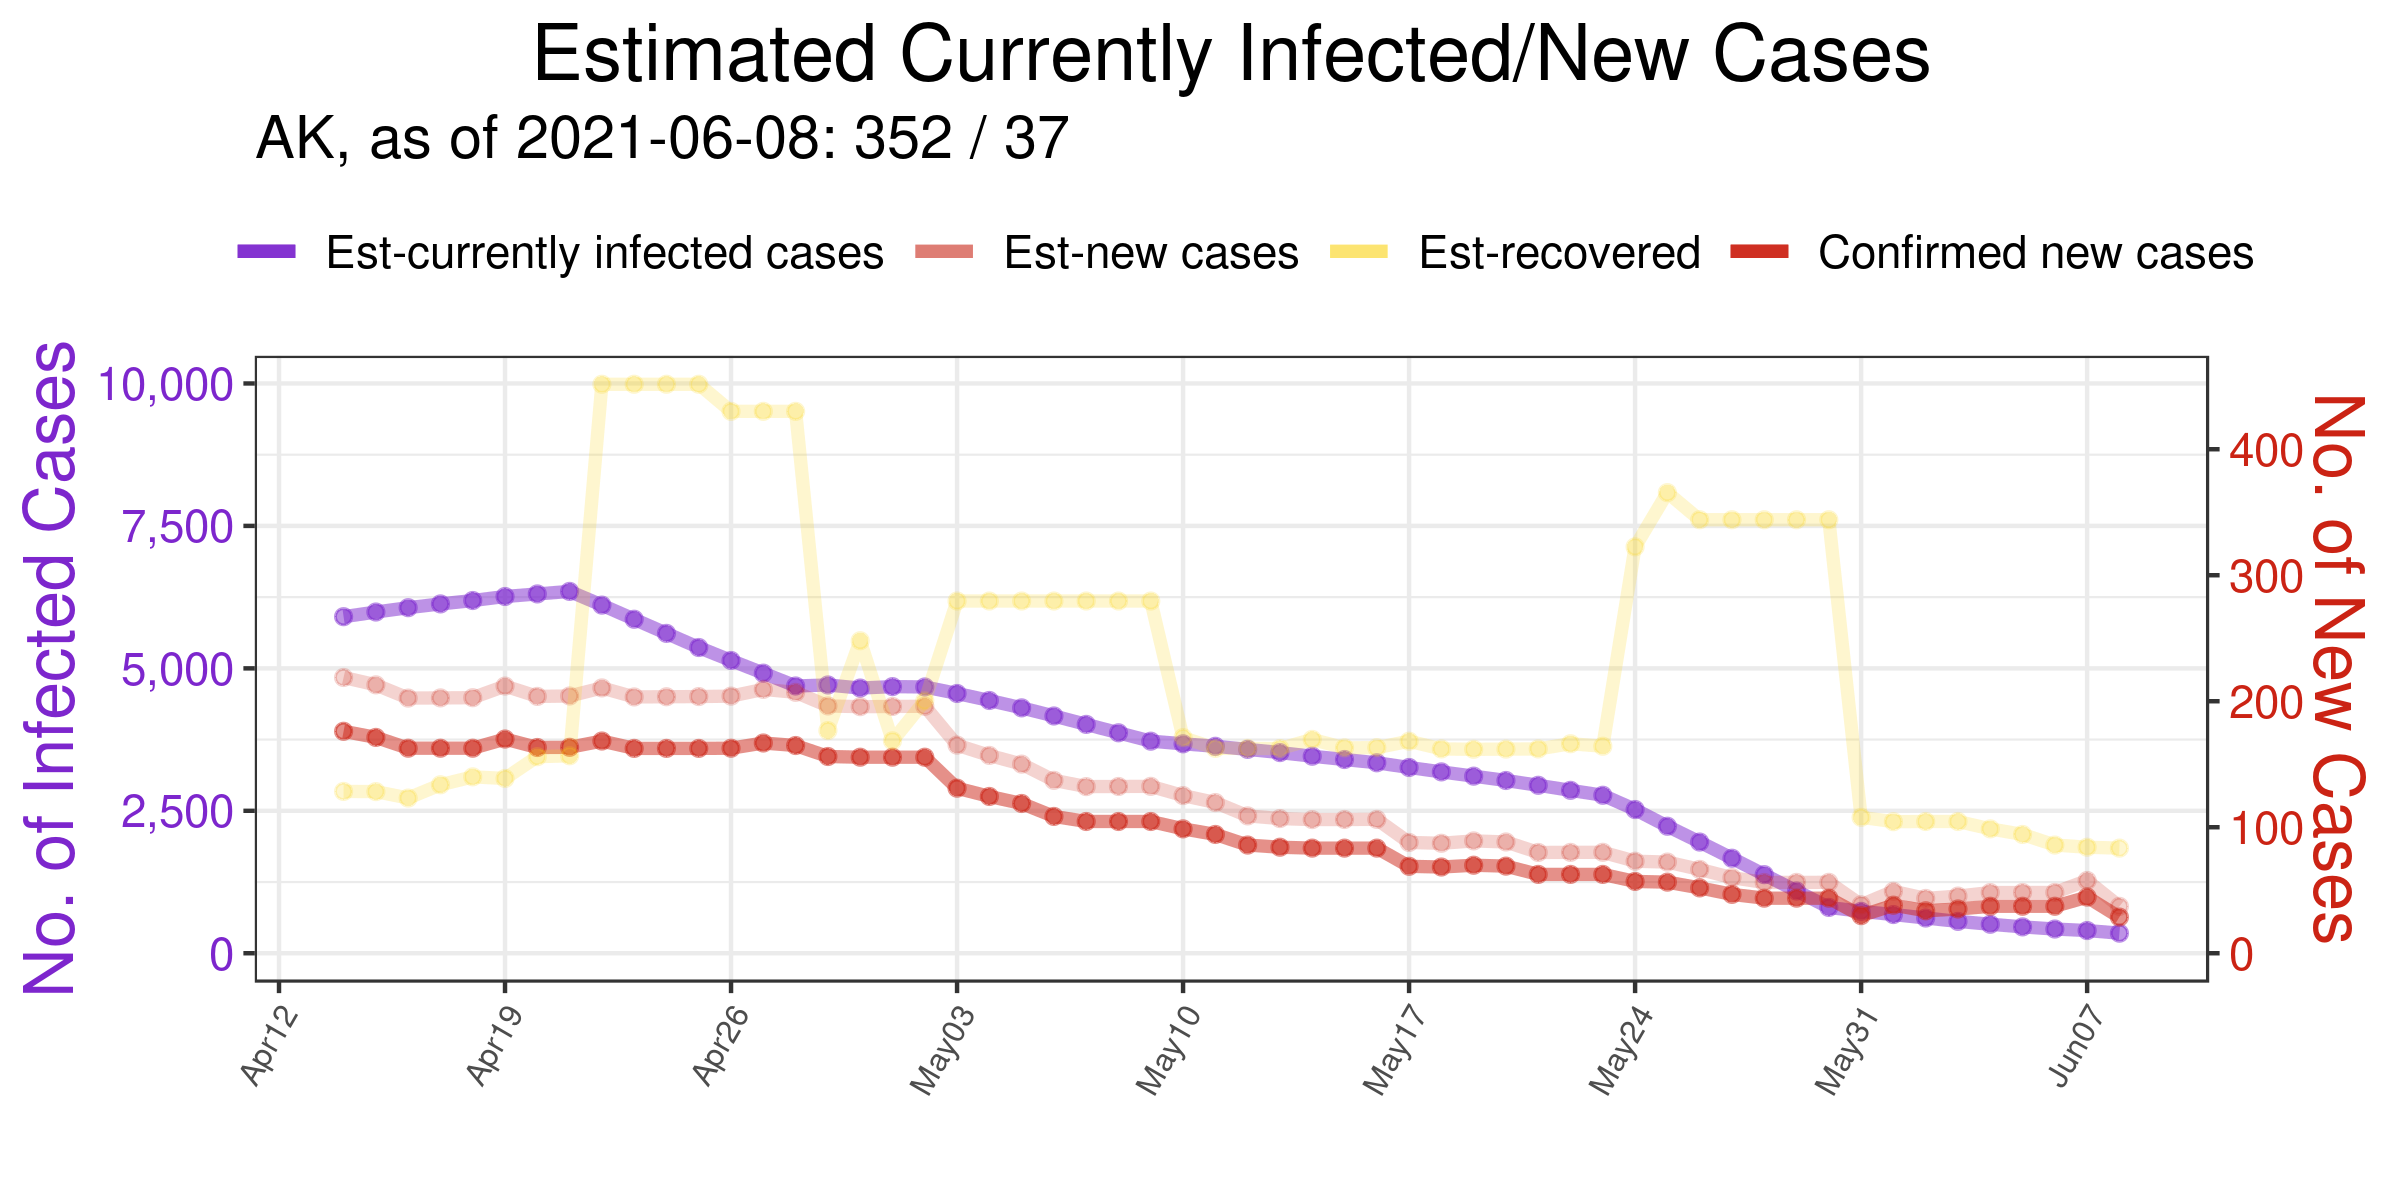 Estimated Currently Infected/New Cases
AK, as of 2021-06-08: 352 / 37
Est-currently infected cases Est-new cases Est-recovered Confirmed new cases
No. of Infected Cases
10,000
7,500
5,000
2,500
0
400
300
200
100
0
No. of New Cases
Apr12 Apr19 Apr26 May03 May10 May17 May24 May31 Jun07